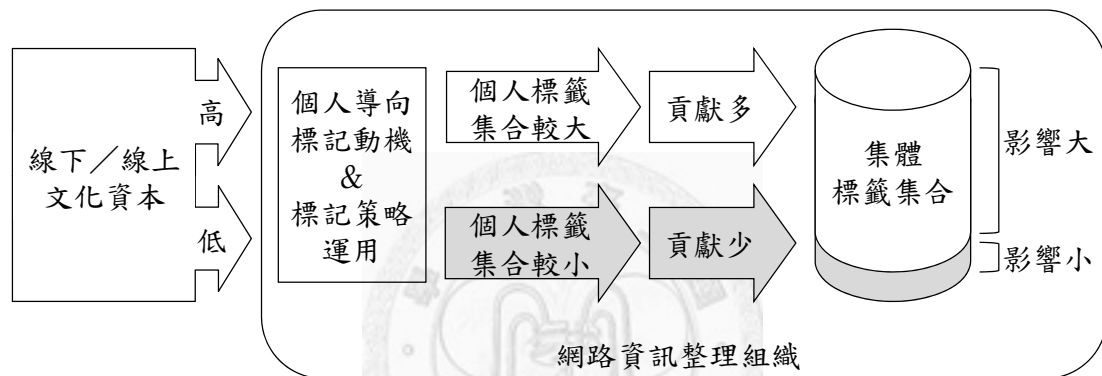 線下／線上
文化資本
高
低
個人導向
標記動機
&
標記策略
運用
個人標籤
集合較大
貢獻多
個人標籤
集合較小
貢獻少
集體
標籤集合
影響大
影響小
網路資訊整理組織